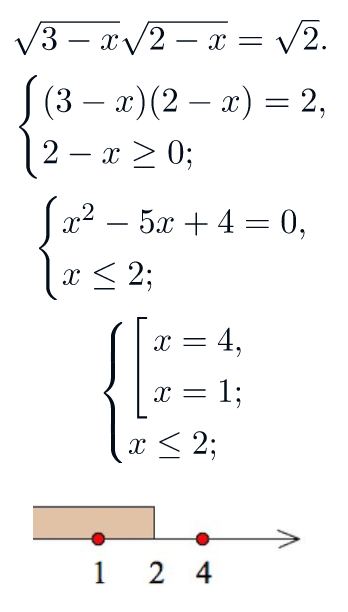 √3 − x√2 − x = √2.
(3 − x)(2 − x) = 2,
2 − x ≥ 0;
x² − 5x + 4 = 0,
x ≤ 2;
x = 4,
x = 1;
x ≤ 2;
1 2 4